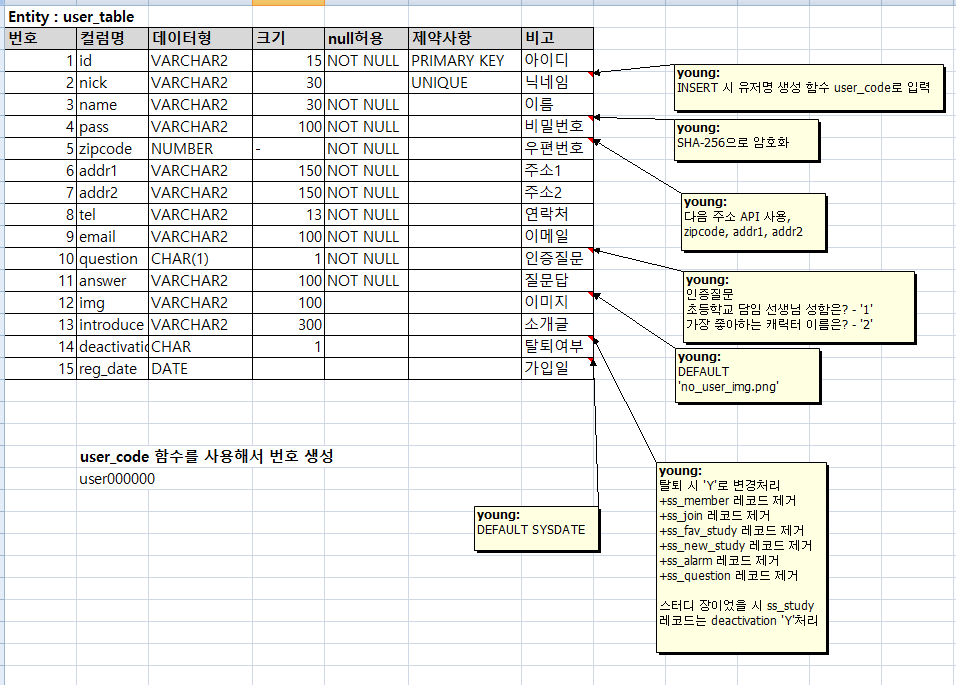 Entity : user_table
번호 컬럼명 데이터형 크기 null허용 제약사항 비고
1 id VARCHAR2 15 NOT NULL PRIMARY KEY 아이디
2 nick VARCHAR2 30 UNIQUE 닉네임
3 name VARCHAR2 30 NOT NULL 이름
4 pass VARCHAR2 100 NOT NULL 비밀번호
5 zipcode NUMBER - NOT NULL 우편번호
6 addr1 VARCHAR2 150 NOT NULL 주소1
7 addr2 VARCHAR2 150 NOT NULL 주소2
8 tel VARCHAR2 13 NOT NULL 연락처
9 email VARCHAR2 100 NOT NULL 이메일
10 question CHAR(1) 1 NOT NULL 인증질문
11 answer VARCHAR2 100 NOT NULL 질문답
12 img VARCHAR2 100 이미지
13 introduce VARCHAR2 300 소개글
14 deactivatic CHAR 1 탈퇴여부
15 reg_date DATE 가입일
young:
INSERT 시 유저명 생성 함수 user_code로 입력
young:
SHA-256으로 암호화
young:
다음 주소 API 사용,
zipcode, addr1, addr2
young:
인증질문
초등학교 담임 선생님 성함은? - '1'
가장 좋아하는 캐릭터 이름은? - '2'
young:
DEFAULT
'no_user_img.png'
user_code 함수를 사용해서 번호 생성
user000000
young:
DEFAULT SYSDATE
young:
탈퇴 시 'Y'로 변경처리
+ss_member 레코드 제거
+ss_join 레코드 제거
+ss_fav_study 레코드 제거
+ss_new_study 레코드 제거
+ss_alarm 레코드 제거
+ss_question 레코드 제거
스터디 장이었을 시 ss_study
레코드는 deactivation 'Y'처리